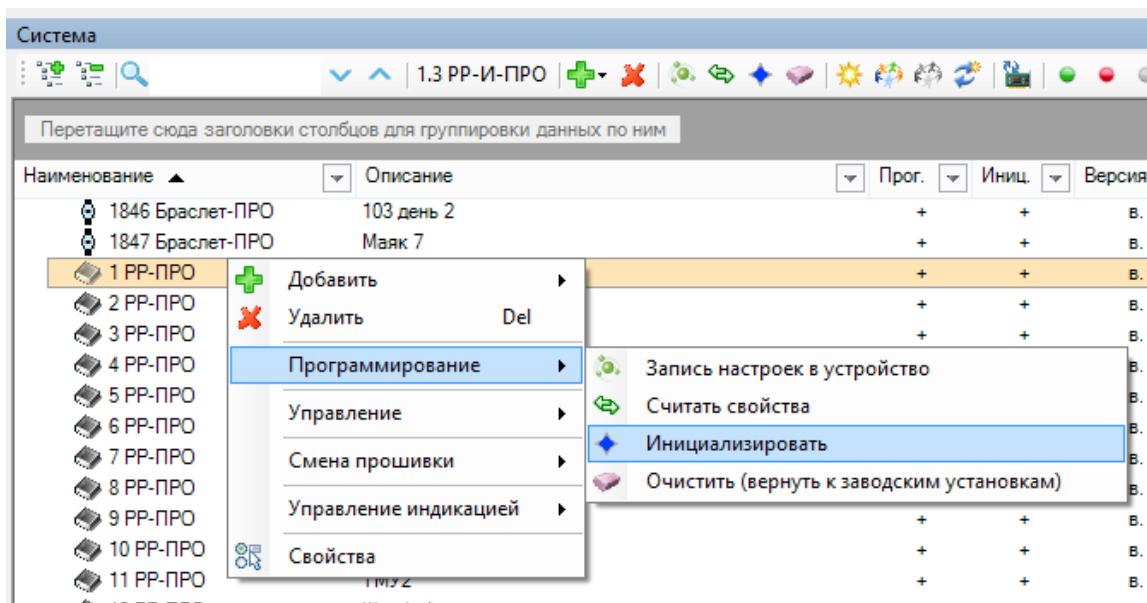 Система
1.3 РР-И-ПРО
Перетащите сюда заголовки столбцов для группировки данных по ним
Наименование Описание Прог. Иниц. Версия
1846 Браслет-ПРО 103 день 2 + + в.
1847 Браслет-ПРО Маяк 7 + + в.
1 РР-ПРО + + в.
2 РР-ПРО + + в.
3 РР-ПРО + + в.
4 РР-ПРО в.
5 РР-ПРО в.
6 РР-ПРО в.
7 РР-ПРО в.
8 РР-ПРО в.
9 РР-ПРО + + в.
10 РР-ПРО + + в.
11 РР-ПРО ТМУ2 + + в.
Добавить
Удалить Del
Программирование
Управление
Смена прошивки
Управление индикацией
Свойства
Запись настроек в устройство
Считать свойства
Инициализировать
Очистить (вернуть к заводским установкам)